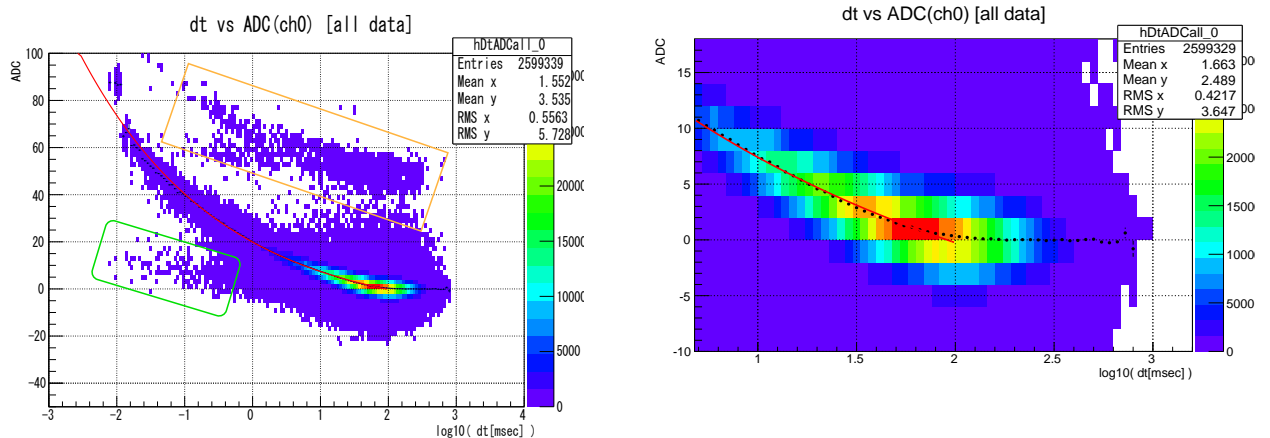 dt vs ADC(ch0) [all data]
hDtADCall_0
Entries 2599339
Mean x 1.552
Mean y 3.535
RMS x 0.5563
RMS y 5.728
ADC
100
80
60
40
20
0
-20
-40
-3 -2 -1 0 1 2 3 4
log10( dt[msec] )
00
00
20000
15000
10000
5000
0
dt vs ADC(ch0) [all data]
hDtADCall_0
Entries 2599329
Mean x 1.663
Mean y 2.489
RMS x 0.4217
RMS y 3.647
ADC
15
10
5
0
-5
-10
1 1.5 2 2.5 3
log10( dt[msec] )
00
00
2000
1500
1000
5000
0